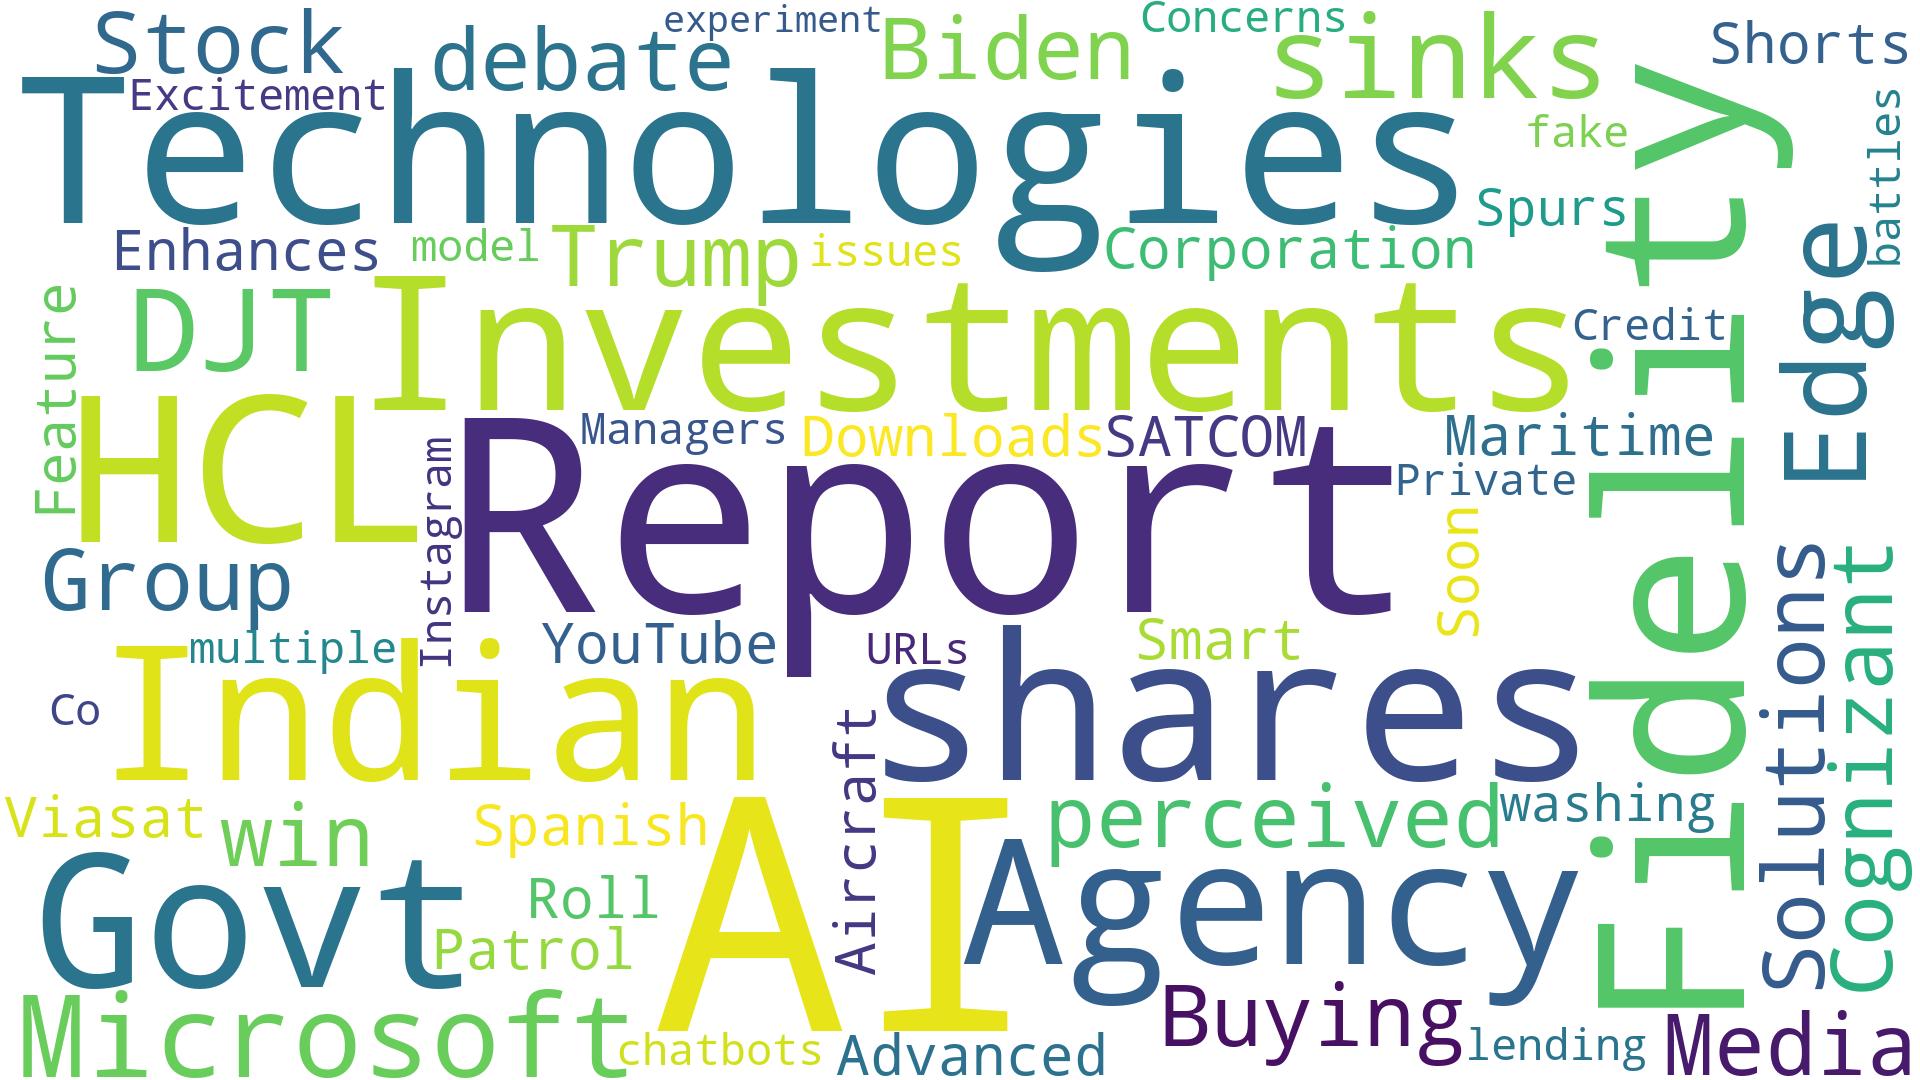 Stock
debate
experiment
Biden
Concerns
sinks
Shorts
Excitement
Technologies
fake
battles
Spurs
Enhances
model
Trump
issues
Corporation
Fidelity
Edge
Feature
DJT
Investments
Credit
HCL
Managers
Downloads
SATCOM
Maritime
Instagram
Report
Private
Soon
Group
multiple
YouTube
URLs
Smart
Solutions
Cognizant
Co
Indian
shares
Viasat
win
Spanish
Aircraft
perceived
washing
Govt
Roll
AI
Agency
Patrol
Microsoft
chatbots
Advanced
Buying
lending
Media